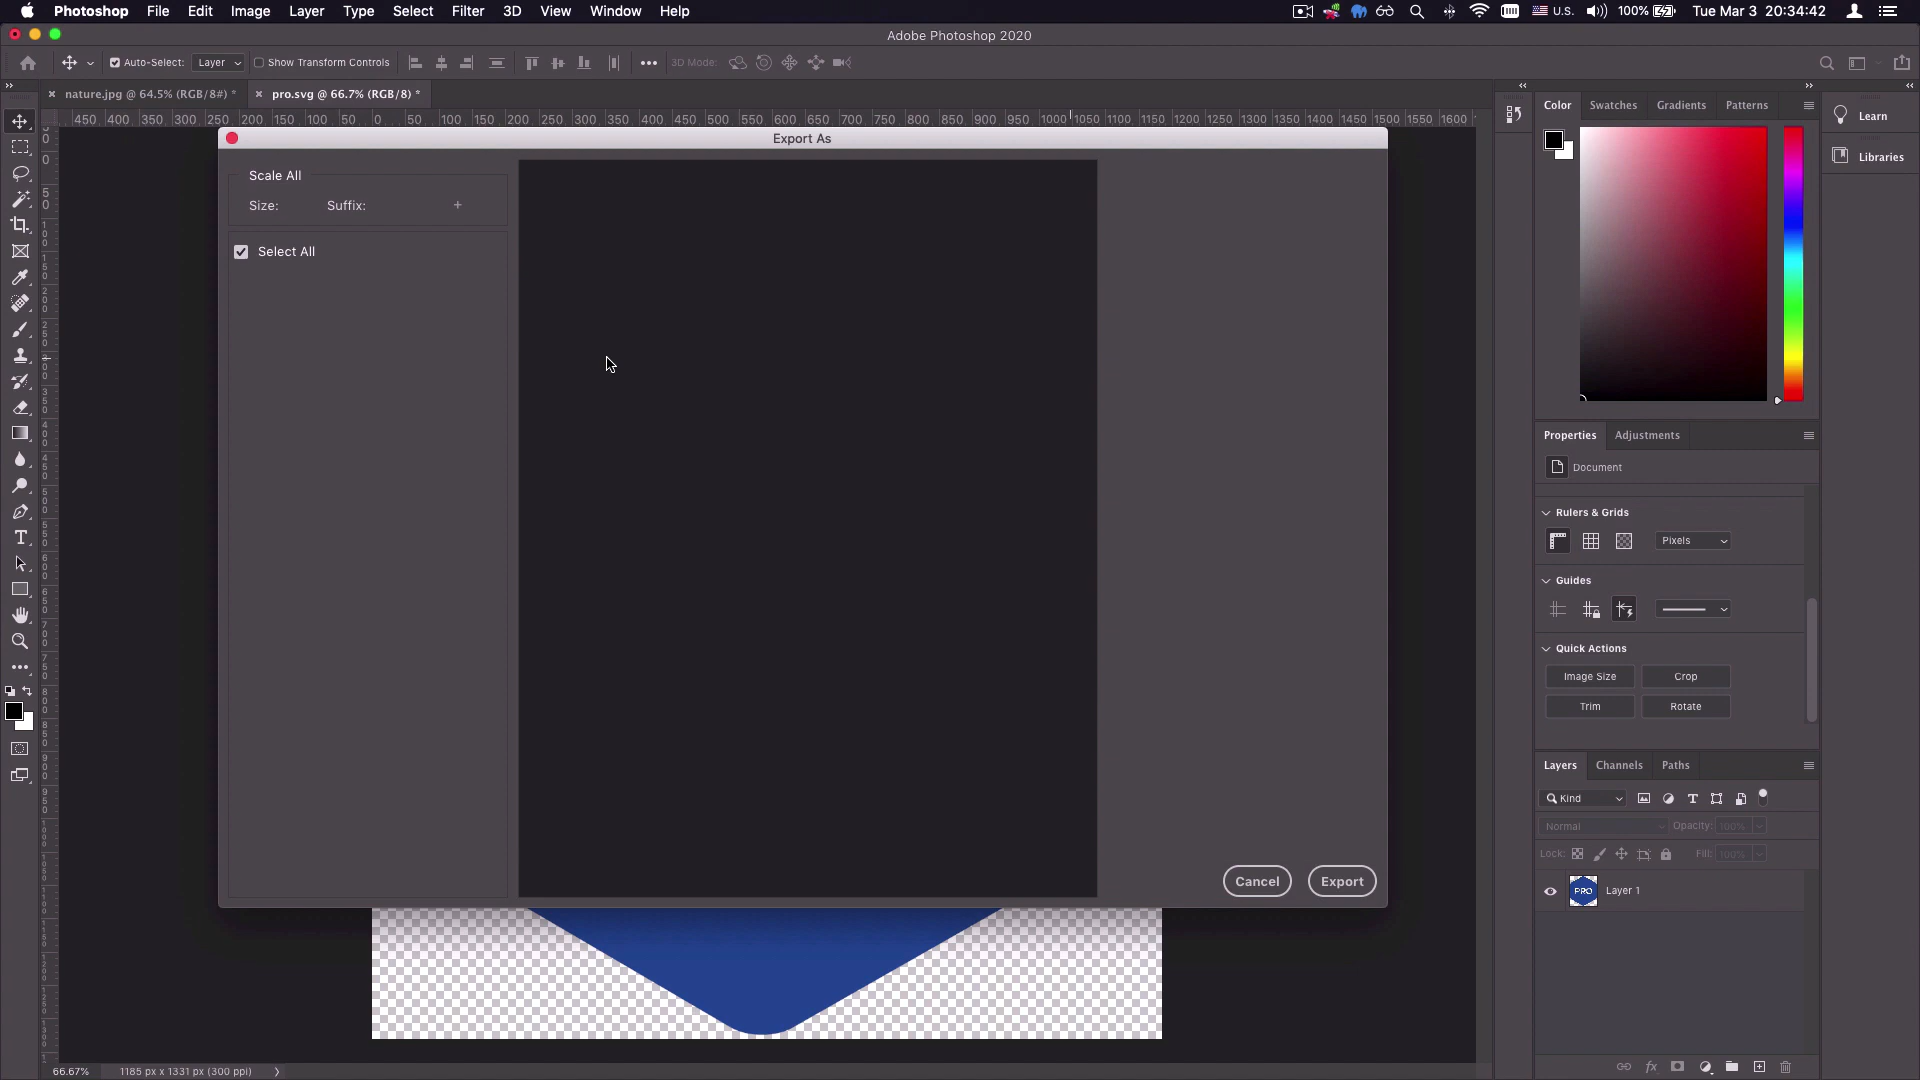 Photoshop File Edit Image Layer Type Select Filter 3D View Window Help
U.S. 100% Tue Mar 3 20:34:42
Adobe Photoshop 2020
Auto-Select: Layer Show Transform Controls 3D Mode:
nature.jpg @ 64.5% (RGB/8#) *
pro.svg @ 66.7% (RGB/8) *
450 400 350 300 250 200 150 100 50 0 50 100 150 200 250 300 350 400 450 500 550 600 650 700 750 800 850 900 950 1000 1050 1100 1150 1200 1250 1300 1350 1400 1450 1500 1550 1600
Export As
Scale All
Size: Suffix: +
Select All
Cancel
Export
Color Swatches Gradients Patterns
Learn
Libraries
Properties Adjustments
Document
Rulers & Grids
Pixels
Guides
Quick Actions
Image Size Crop
Trim Rotate
Layers Channels Paths
Kind
Normal Opacity: 100%
Lock: Fill: 100%
PRO Layer 1
66.67% 1185 px x 1331 px (300 ppi)